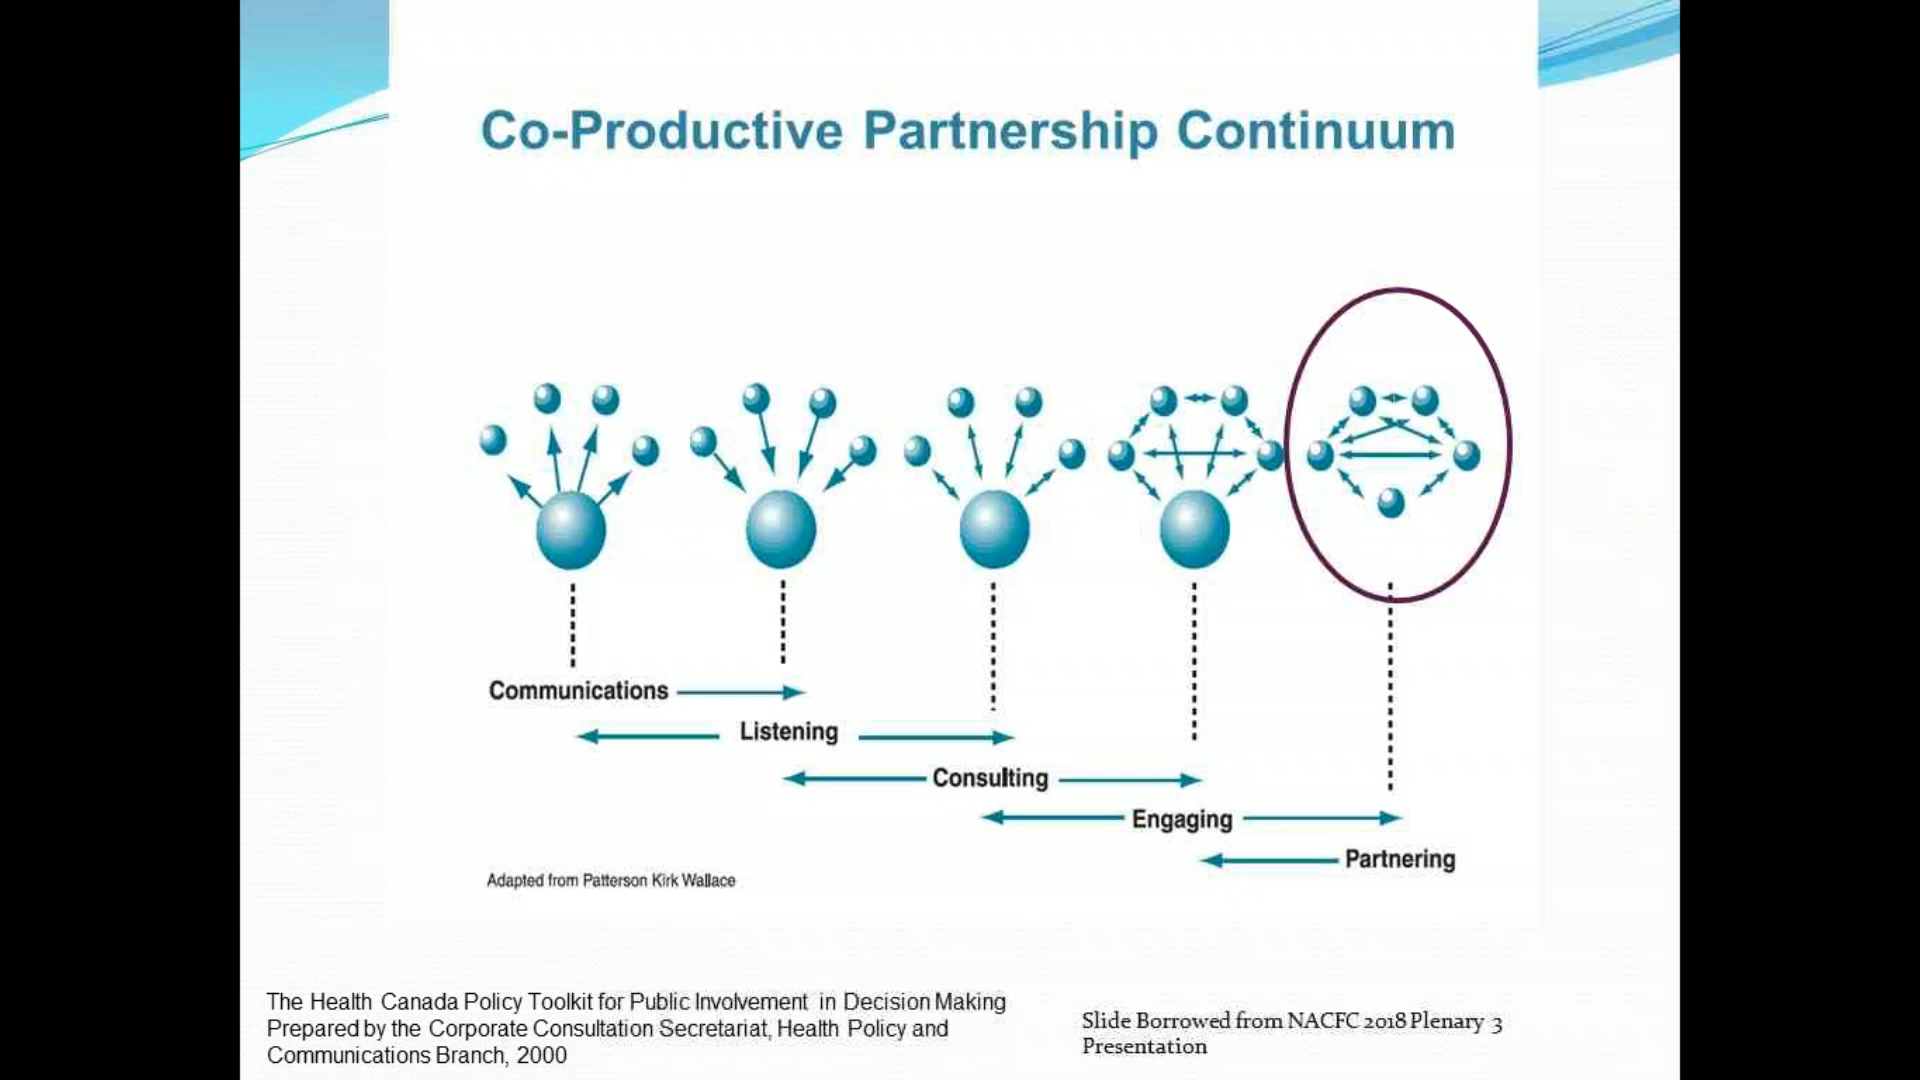 Co-Productive Partnership Continuum
Communications
Listening
Consulting
Engaging
Partnering
Adapted from Patterson Kirk Wallace
The Health Canada Policy Toolkit for Public Involvement in Decision Making
Prepared by the Corporate Consultation Secretariat, Health Policy and
Communications Branch, 2000
Slide Borrowed from NACFC 2018 Plenary 3
Presentation